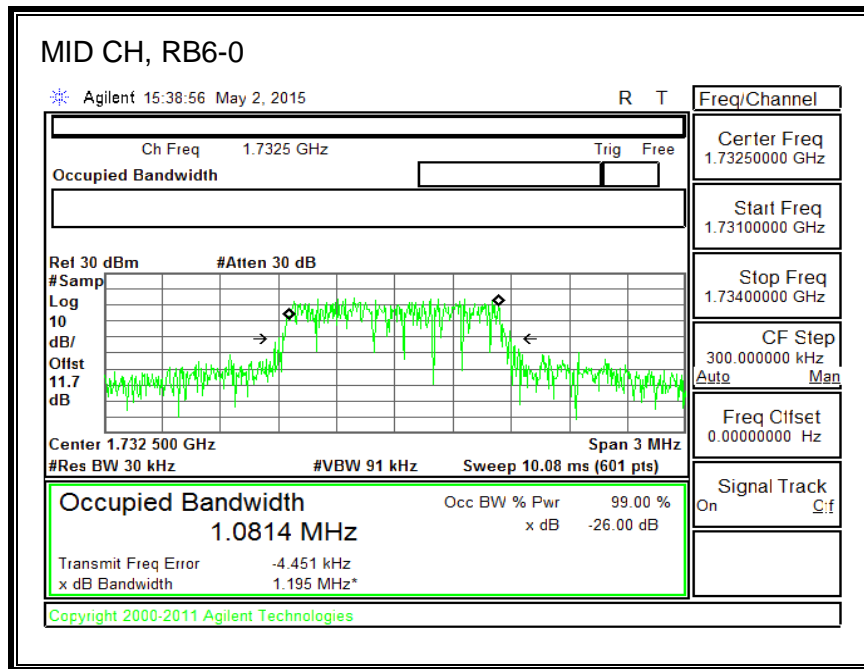 MID CH, RB6-0
Agilent 15:38:56 May 2, 2015 R T
Ch Freq 1.7325 GHz Trig Free
Occupied Bandwidth
Ref 30 dBm #Atten 30 dB
#Samp
Log
10
dB/
Offst
11.7
dB
Center 1.732 500 GHz Span 3 MHz
#Res BW 30 kHz #VBW 91 kHz Sweep 10.08 ms (601 pts)
Occupied Bandwidth Occ BW % Pwr 99.00 %
1.0814 MHz x dB -26.00 dB
Transmit Freq Error -4.451 kHz
x dB Bandwidth 1.195 MHz*
Copyright 2000-2011 Agilent Technologies
Freq/Channel
Center Freq
1.73250000 GHz
Start Freq
1.73100000 GHz
Stop Freq
1.73400000 GHz
CF Step
300.000000 kHz
Auto Man
Freq Offset
0.00000000 Hz
Signal Track
On Off